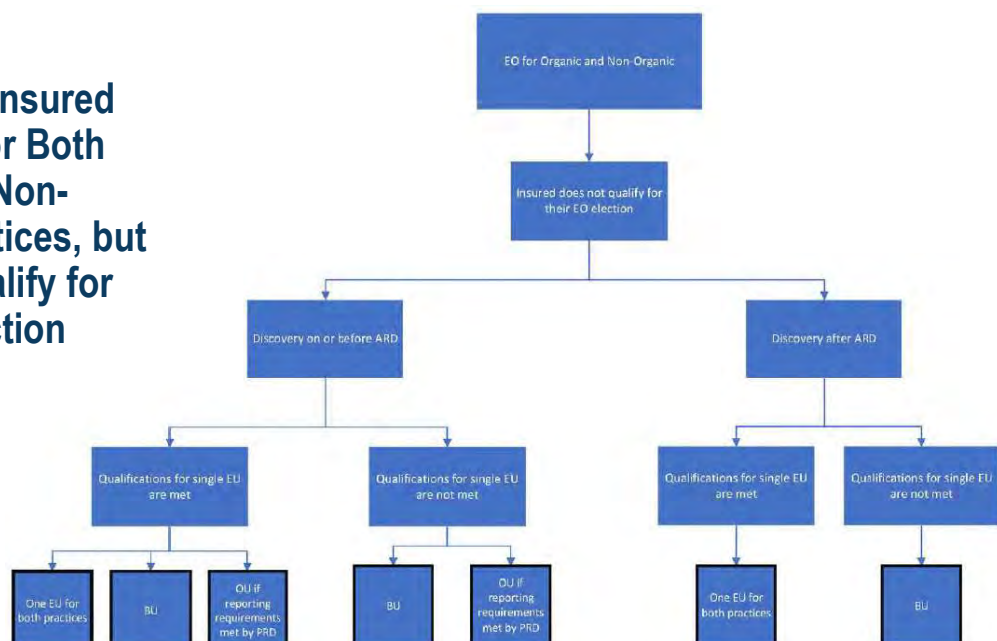 nsured
r Both
Non-
tices, but
alify for
ction
EO for Organic and Non-Organic
Insured does not qualify for
their EO election
Discovery on or before ARD
Discovery after ARD
Qualifications for single EU
are met
Qualifications for single EU
are not met
Qualifications for single EU
are met
Qualifications for single EU
are not met
One EU for
both practices
BU
OU if
reporting
requirements
met by PRD
BU
OU if
reporting
requirements
met by PRD
One EU for
both practices
BU